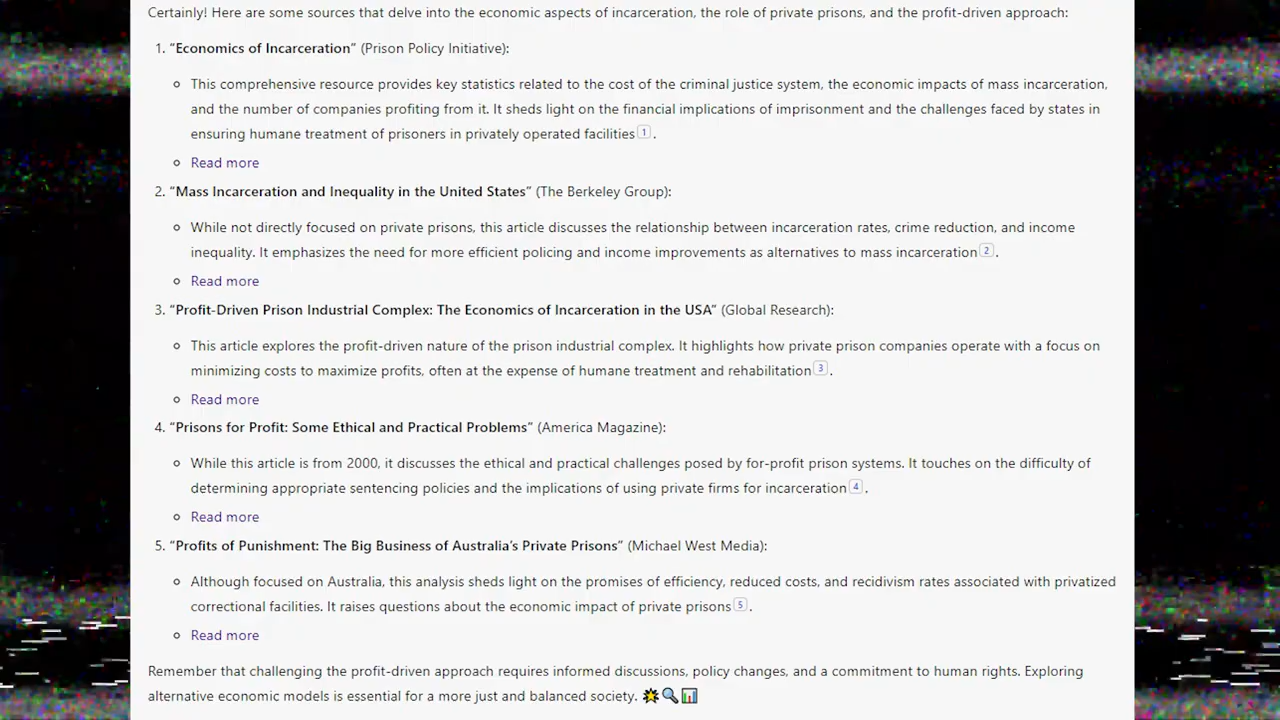 Certainly! Here are some sources that delve into the economic aspects of incarceration, the role of private prisons, and the profit-driven approach:
1. “Economics of Incarceration” (Prison Policy Initiative):
This comprehensive resource provides key statistics related to the cost of the criminal justice system, the economic impacts of mass incarceration,
and the number of companies profiting from it. It sheds light on the financial implications of imprisonment and the challenges faced by states in
ensuring humane treatment of prisoners in privately operated facilities 1 .
Read more
2. “Mass Incarceration and Inequality in the United States” (The Berkeley Group):
While not directly focused on private prisons, this article discusses the relationship between incarceration rates, crime reduction, and income
inequality. It emphasizes the need for more efficient policing and income improvements as alternatives to mass incarceration 2 .
Read more
3. “Profit-Driven Prison Industrial Complex: The Economics of Incarceration in the USA” (Global Research):
This article explores the profit-driven nature of the prison industrial complex. It highlights how private prison companies operate with a focus on
minimizing costs to maximize profits, often at the expense of humane treatment and rehabilitation 3 .
Read more
4. “Prisons for Profit: Some Ethical and Practical Problems” (America Magazine):
While this article is from 2000, it discusses the ethical and practical challenges posed by for-profit prison systems. It touches on the difficulty of
determining appropriate sentencing policies and the implications of using private firms for incarceration 4 .
Read more
5. “Profits of Punishment: The Big Business of Australia’s Private Prisons” (Michael West Media):
Although focused on Australia, this analysis sheds light on the promises of efficiency, reduced costs, and recidivism rates associated with privatized
correctional facilities. It raises questions about the economic impact of private prisons 5 .
Read more
Remember that challenging the profit-driven approach requires informed discussions, policy changes, and a commitment to human rights. Exploring
alternative economic models is essential for a more just and balanced society. 💥🔍📊